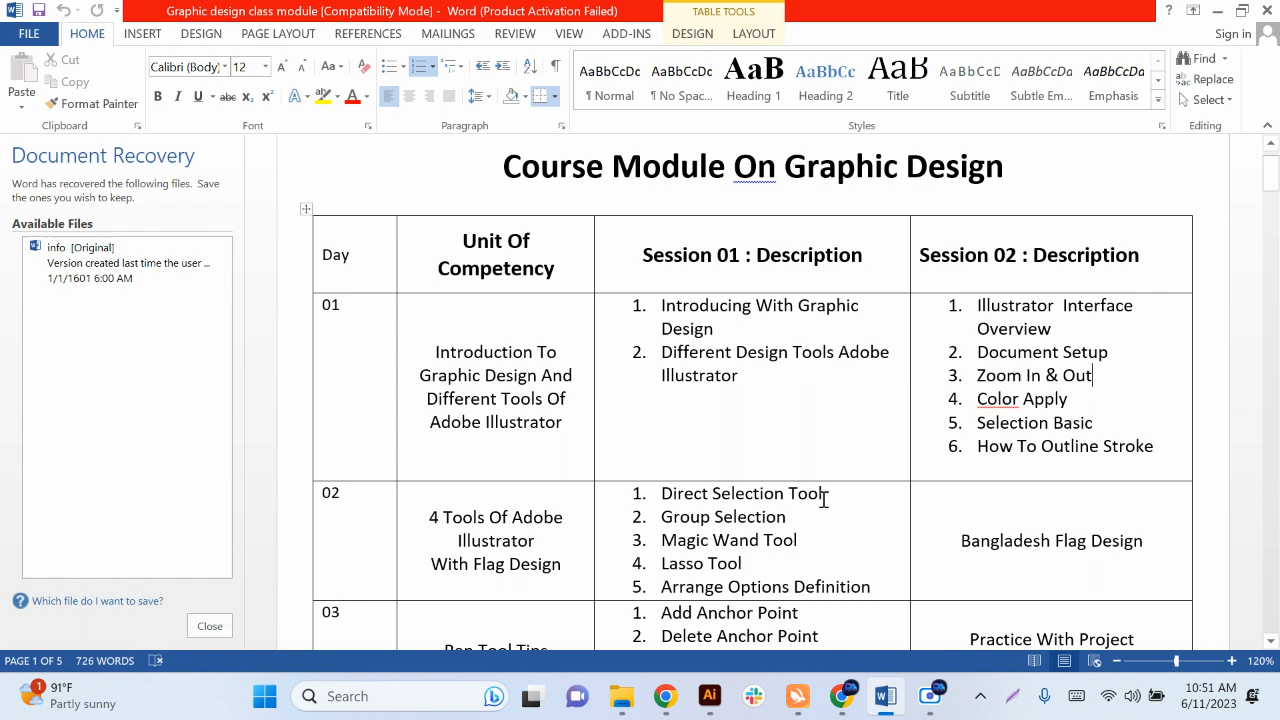 Graphic design class module [Compatibility Mode] - Word (Product Activation Failed)
TABLE TOOLS
Sign in
FILE HOME INSERT DESIGN PAGE LAYOUT REFERENCES MAILINGS REVIEW VIEW ADD-INS DESIGN LAYOUT
Paste
Cut
Copy
Format Painter
Clipboard
Calibri (Body) 12
Font
Paragraph
AaBbCcDc AaBbCcDc AaB AaBbCc AaB AaBbCcD AaBbCcDc AaBbCcDc
¶ Normal ¶ No Spac... Heading 1 Heading 2 Title Subtitle Subtle Em... Emphasis
Styles
Find
Replace
Select
Editing
Document Recovery
Word has recovered the following files. Save
the ones you wish to keep.
Available Files
info [Original]
Version created last time the user ...
1/1/1601 6:00 AM
Which file do I want to save?
Close
Course Module On Graphic Design
Day
Unit Of
Competency
Session 01 : Description
Session 02 : Description
01
Introduction To
Graphic Design And
Different Tools Of
Adobe Illustrator
1. Introducing With Graphic
Design
2. Different Design Tools Adobe
Illustrator
1. Illustrator Interface
Overview
2. Document Setup
3. Zoom In & Out
4. Color Apply
5. Selection Basic
6. How To Outline Stroke
02
4 Tools Of Adobe
Illustrator
With Flag Design
1. Direct Selection Tool
2. Group Selection
3. Magic Wand Tool
4. Lasso Tool
5. Arrange Options Definition
Bangladesh Flag Design
03
Pen Tool Tips
1. Add Anchor Point
2. Delete Anchor Point
Practice With Project
PAGE 1 OF 5 726 WORDS
120%
1
91°F
Partly sunny
Search
Ai
10:51 AM
6/11/2023